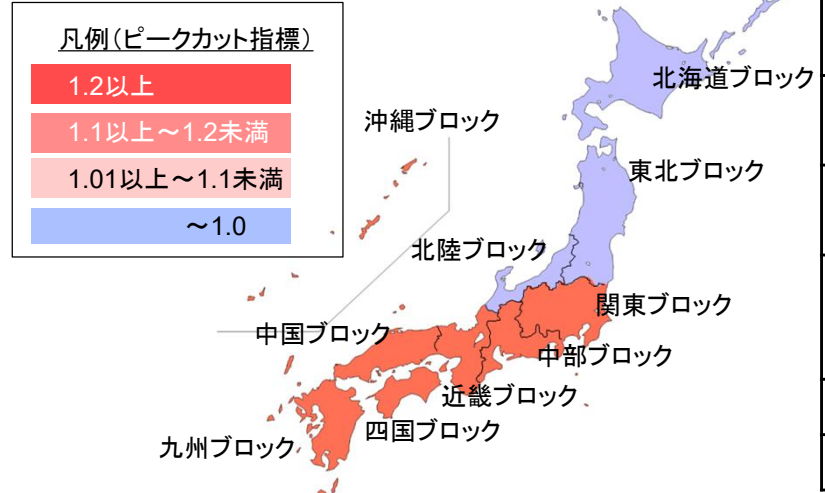 凡例(ピークカット指標)
1.2以上
1.1以上～1.2未満
1.01以上～1.1未満
～1.0
北海道ブロック
沖縄ブロック
東北ブロック
北陸ブロック
関東ブロック
中国ブロック
中部ブロック
近畿ブロック
四国ブロック
九州ブロック